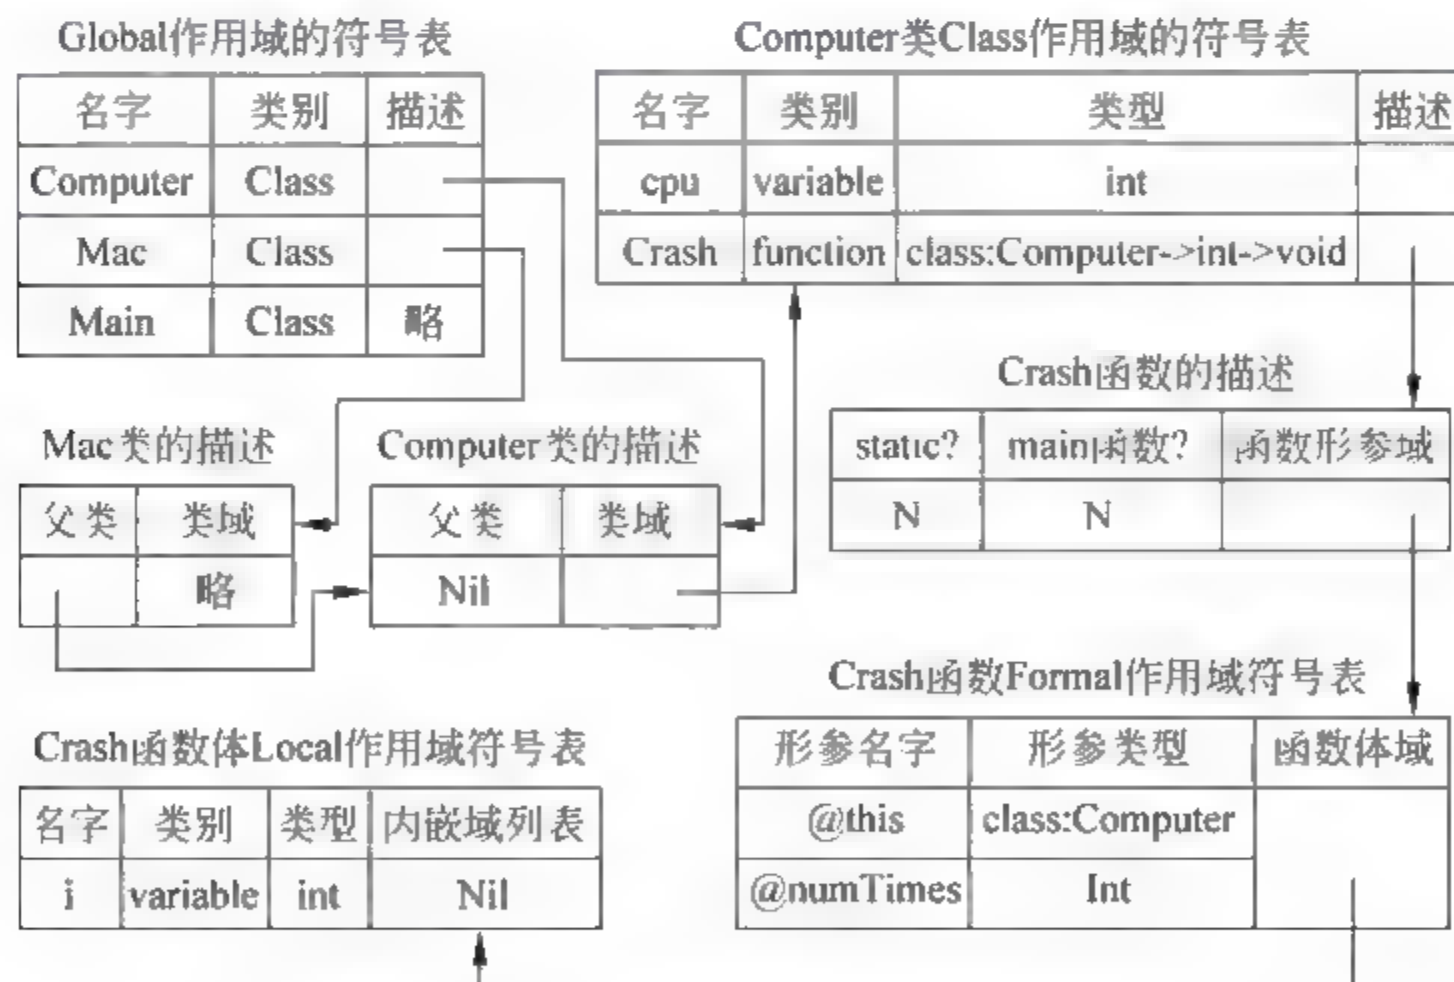 Global作用域的符号表
名字 类别 描述
Computer Class
Mac Class
Main Class 略
Computer类Class作用域的符号表
名字 类别 类型 描述
cpu variable int
Crash function class:Computer->int->void
Crash函数的描述
static? main函数? 函数形参域
N N
Mac类的描述
父类 类域
略
Computer类的描述
父类 类域
Nil
Crash函数Formal作用域符号表
形参名字 形参类型 函数体域
@this class:Computer
@numTimes Int
Crash函数体Local作用域符号表
名字 类别 类型 内嵌域列表
i variable int Nil